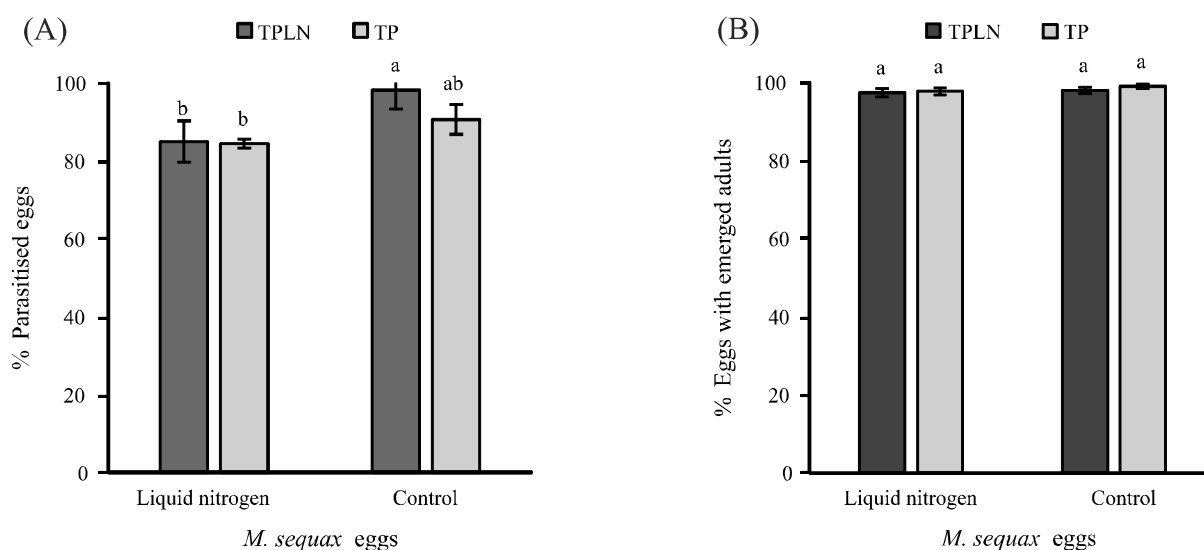 (A)
TPLN TP
% Parasitised eggs
100
80
60
40
20
0
b
b
a
ab
Liquid nitrogen Control
M. sequax eggs
(B)
TPLN TP
% Eggs with emerged adults
100
80
60
40
20
0
a
a
a
a
Liquid nitrogen Control
M. sequax eggs